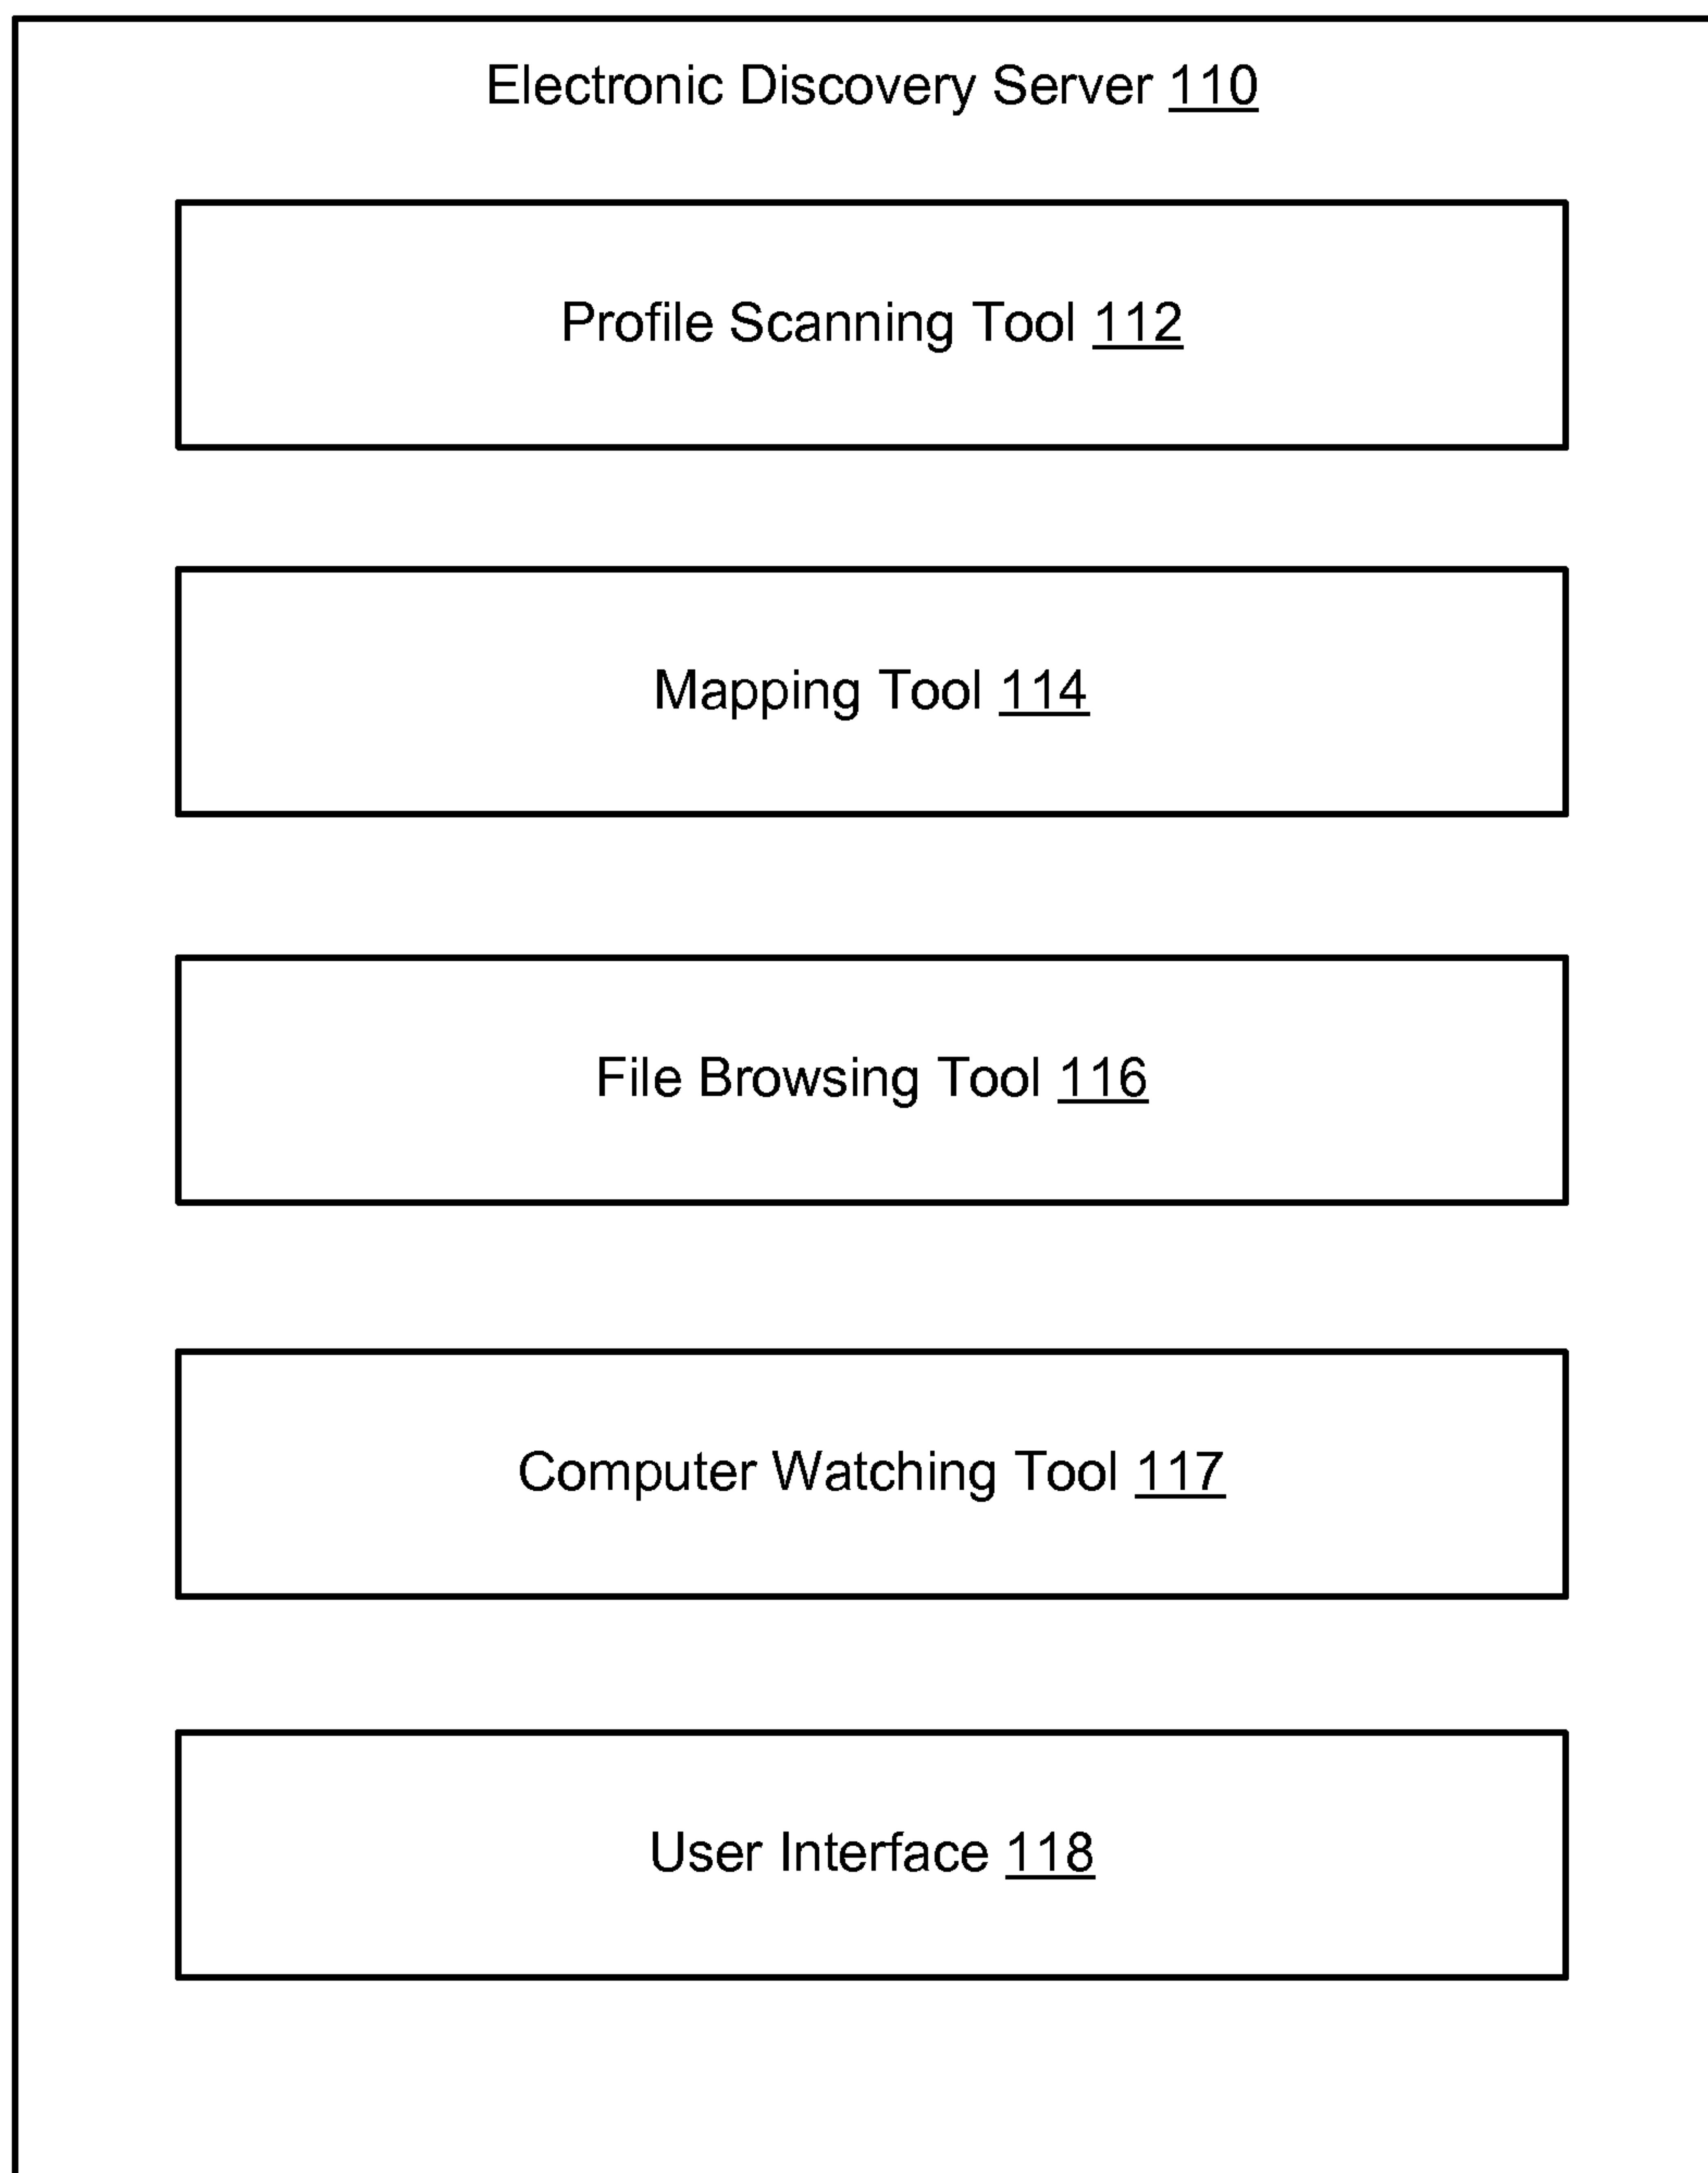 Electronic Discovery Server 110
Profile Scanning Tool 112
Mapping Tool 114
File Browsing Tool 116
Computer Watching Tool 117
User Interface 118